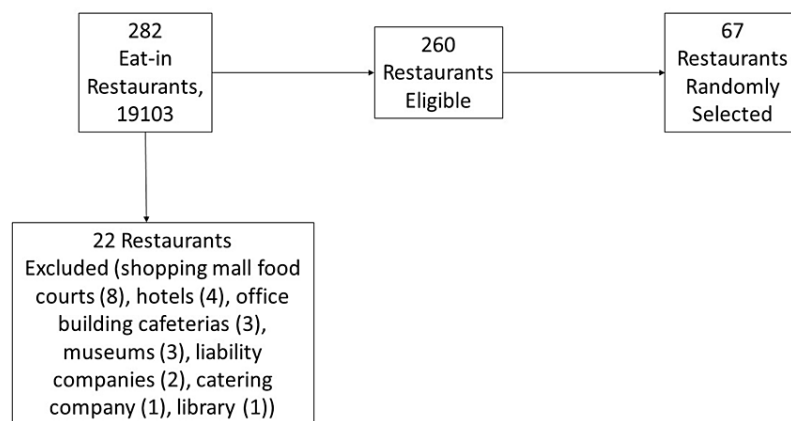 282
Eat-in
Restaurants,
19103
260
Restaurants
Eligible
67
Restaurants
Randomly
Selected
22 Restaurants
Excluded (shopping mall food
courts (8), hotels (4), office
building cafeterias (3),
museums (3), liability
companies (2), catering
company (1), library (1))